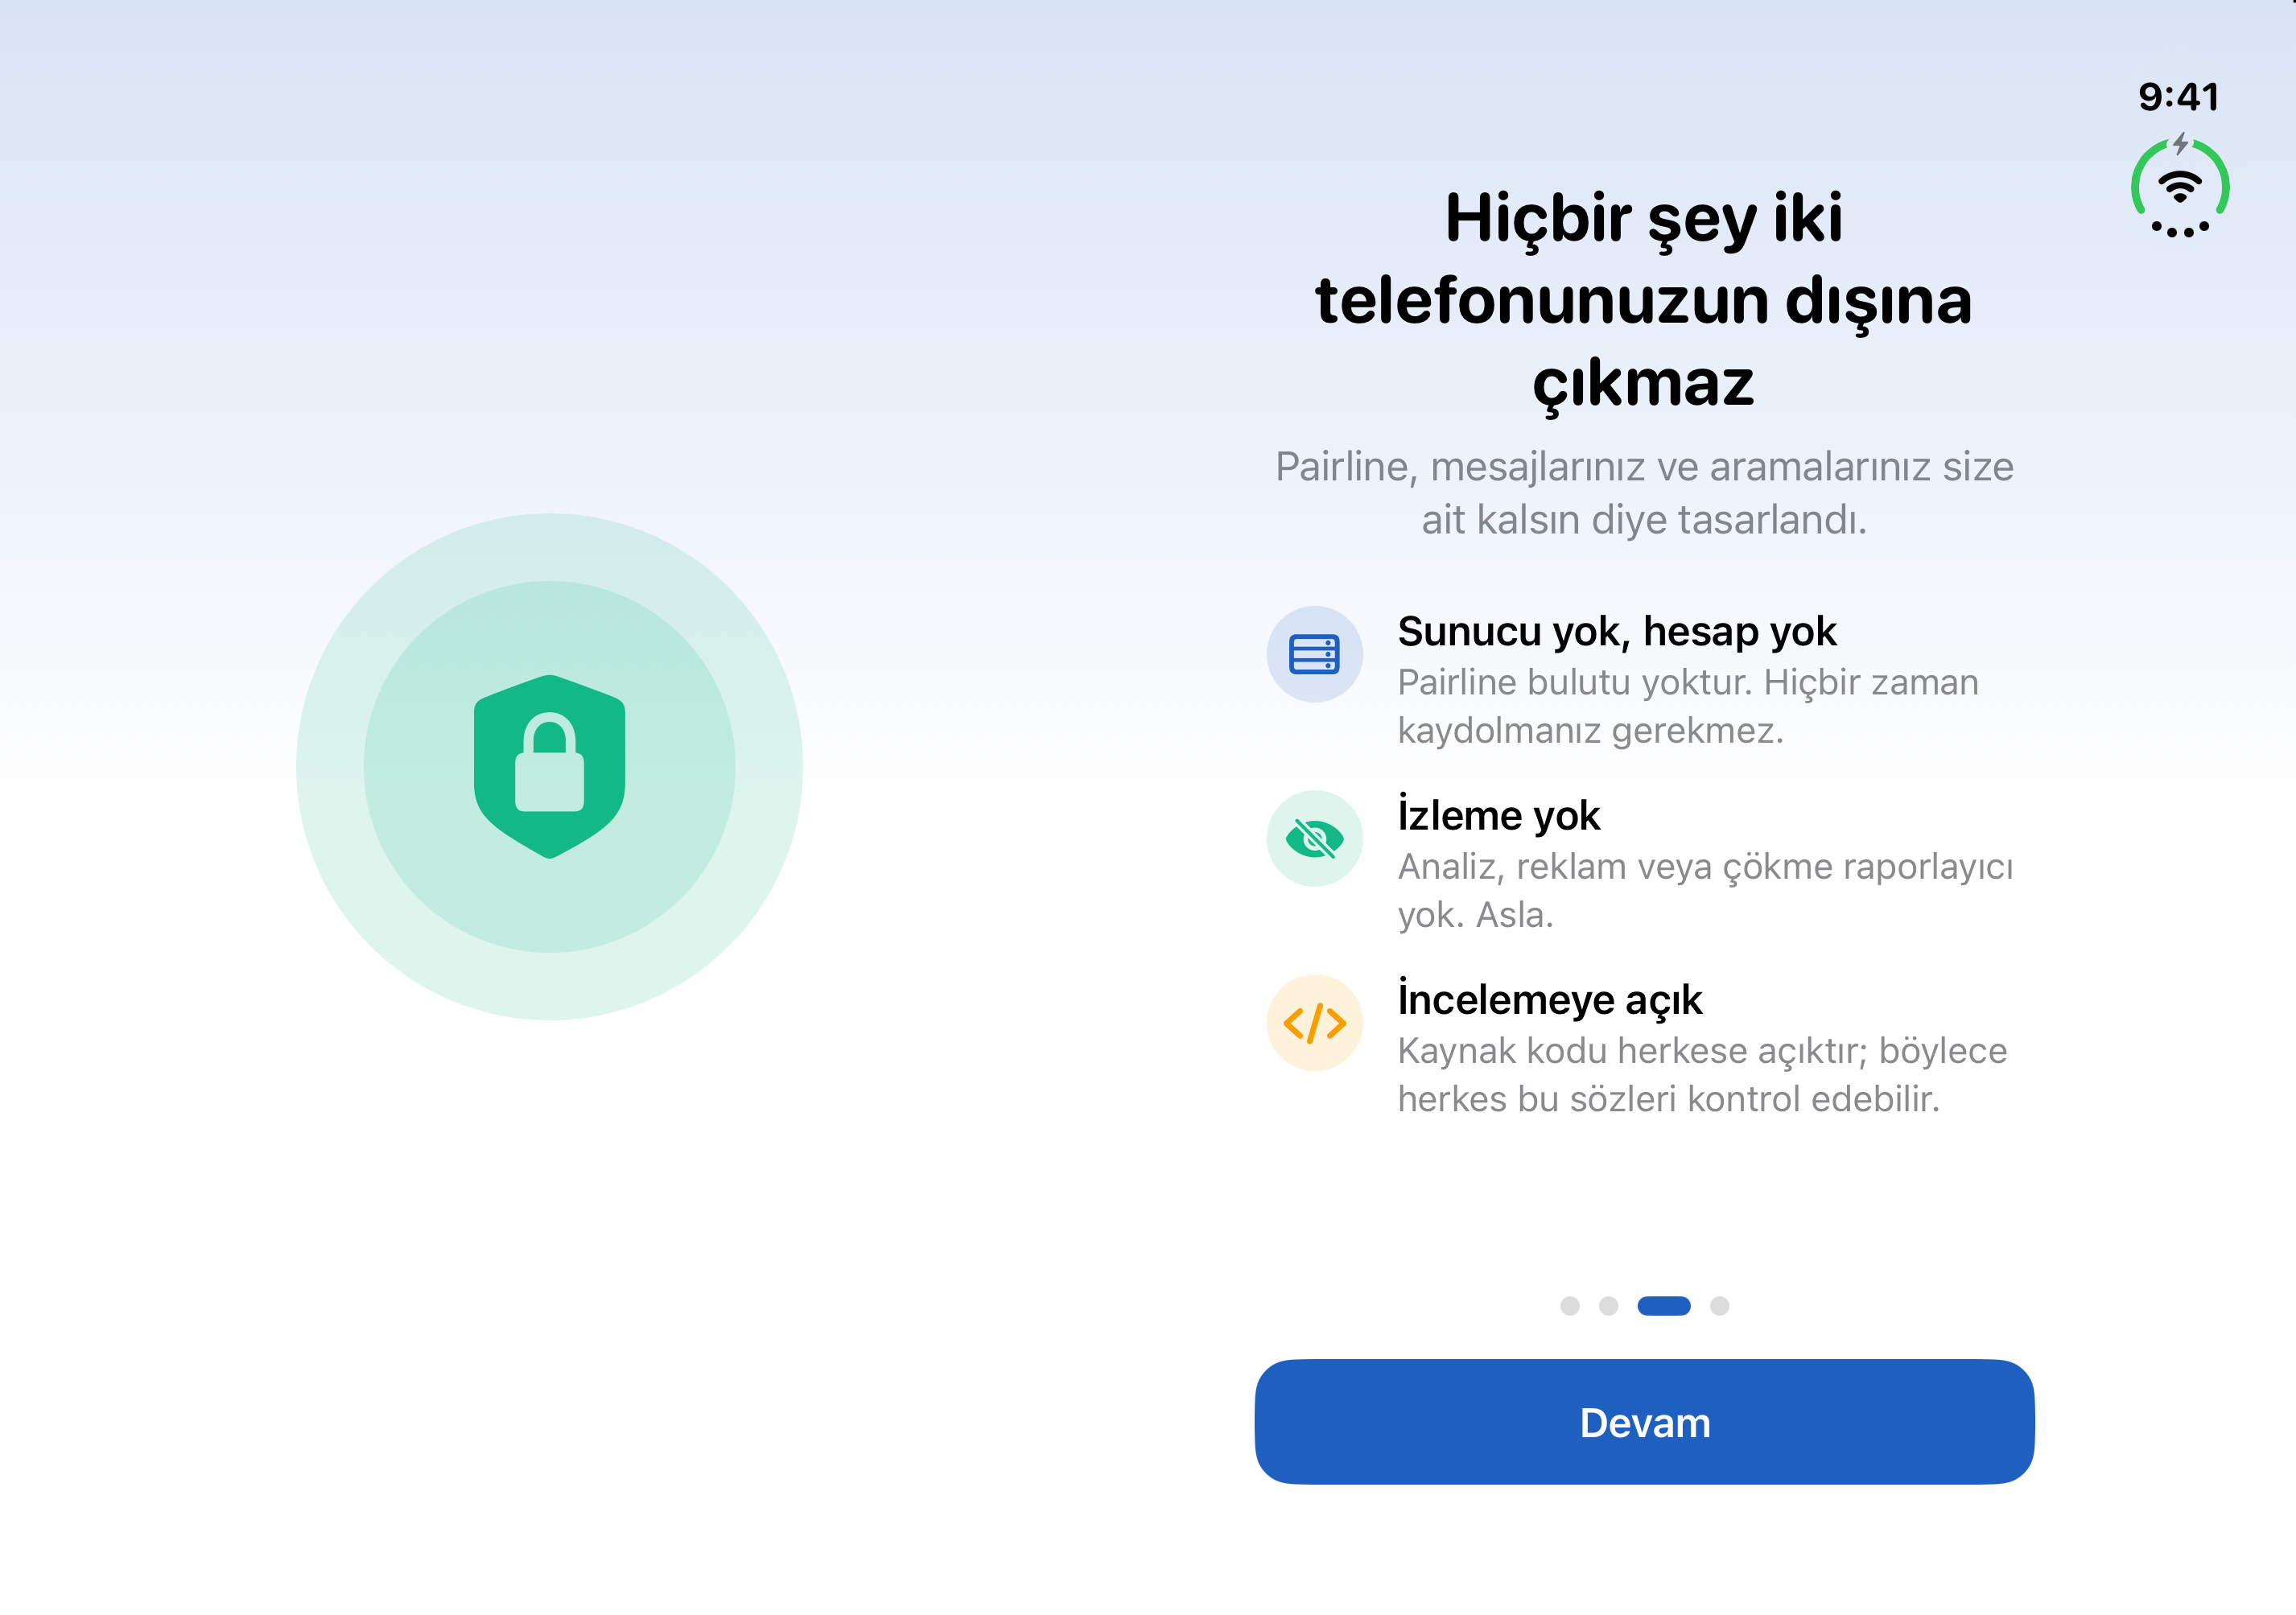 9:41
Hiçbir şey iki
telefonunuzun dışına
çıkmaz
Pairline, mesajlarınız ve aramalarınız size
ait kalsın diye tasarlandı.
Sunucu yok, hesap yok
Pairline bulutu yoktur. Hiçbir zaman
kaydolmanız gerekmez.
İzleme yok
Analiz, reklam veya çökme raporlayıcı
yok. Asla.
İncelemeye açık
Kaynak kodu herkese açıktır; böylece
herkes bu sözleri kontrol edebilir.
Devam